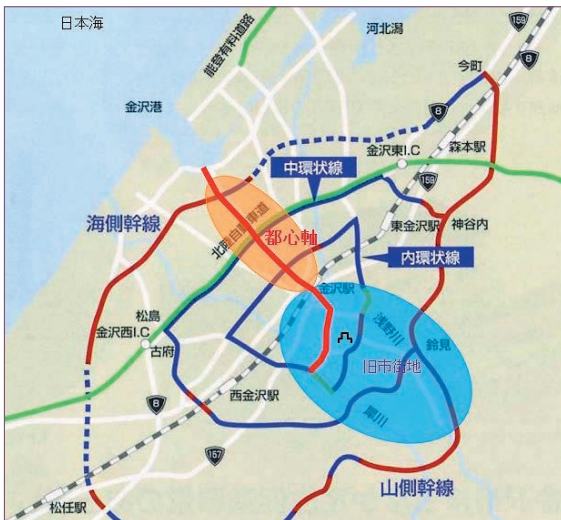 日本海
河北潟
159
8
能登有料道路
今町
金沢港
8
金沢東I.C
森本駅
中環状線
159
海側幹線
北陸自動車道
都心軸
東金沢駅
神谷内
内環状線
金沢駅
松島
金沢西I.C
古府
浅野川
鈴見
旧市街地
西金沢駅
8
犀川
157
山側幹線
松任駅